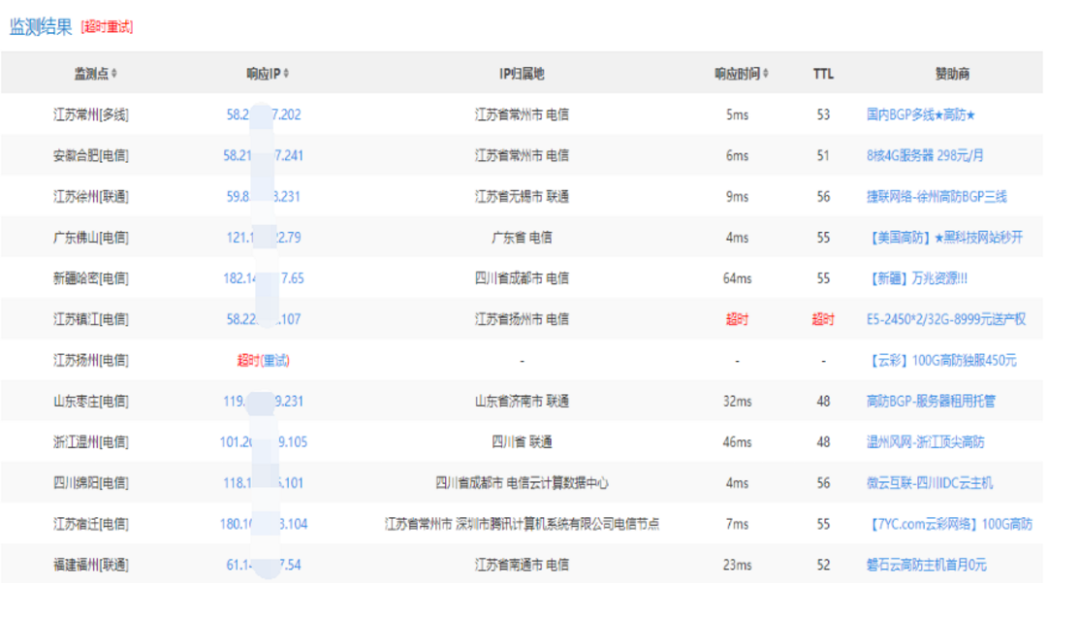 监测结果 [超时重试]
监测点 响应IP IP归属地 响应时间 TTL 赞助商
江苏常州[多线] 58.2 7.202 江苏省常州市 电信 5ms 53 国内BGP多线★高防★
安徽合肥[电信] 58.21 7.241 江苏省常州市 电信 6ms 51 8核4G服务器 298元/月
江苏徐州[联通] 59.8 3.231 江苏省无锡市 联通 9ms 56 捷联网络-徐州高防BGP三线
广东佛山[电信] 121.1 2.79 广东省 电信 4ms 55 【美国高防】★黑科技网站秒开
新疆哈密[电信] 182.14 7.65 四川省成都市 电信 64ms 55 【新疆】万兆资源!!!
江苏镇江[电信] 58.22 .107 江苏省扬州市 电信 超时 超时 E5-2450*2/32G-8999元送产权
江苏扬州[电信] 超时(重试) - - - 【云彩】100G高防独服450元
山东枣庄[电信] 119. 9.231 山东省济南市 联通 32ms 48 高防BGP-服务器租用托管
浙江温州[电信] 101.20 9.105 四川省 联通 46ms 48 温州风网-浙江顶尖高防
四川绵阳[电信] 118.1 .101 四川省成都市 电信云计算数据中心 4ms 56 微云互联-四川IDC云主机
江苏宿迁[电信] 180.10 3.104 江苏省常州市 深圳市腾讯计算机系统有限公司电信节点 7ms 55 【7YC.com云彩网络】100G高防
福建福州[联通] 61.14 7.54 江苏省南通市 电信 23ms 52 磐石云高防主机首月0元